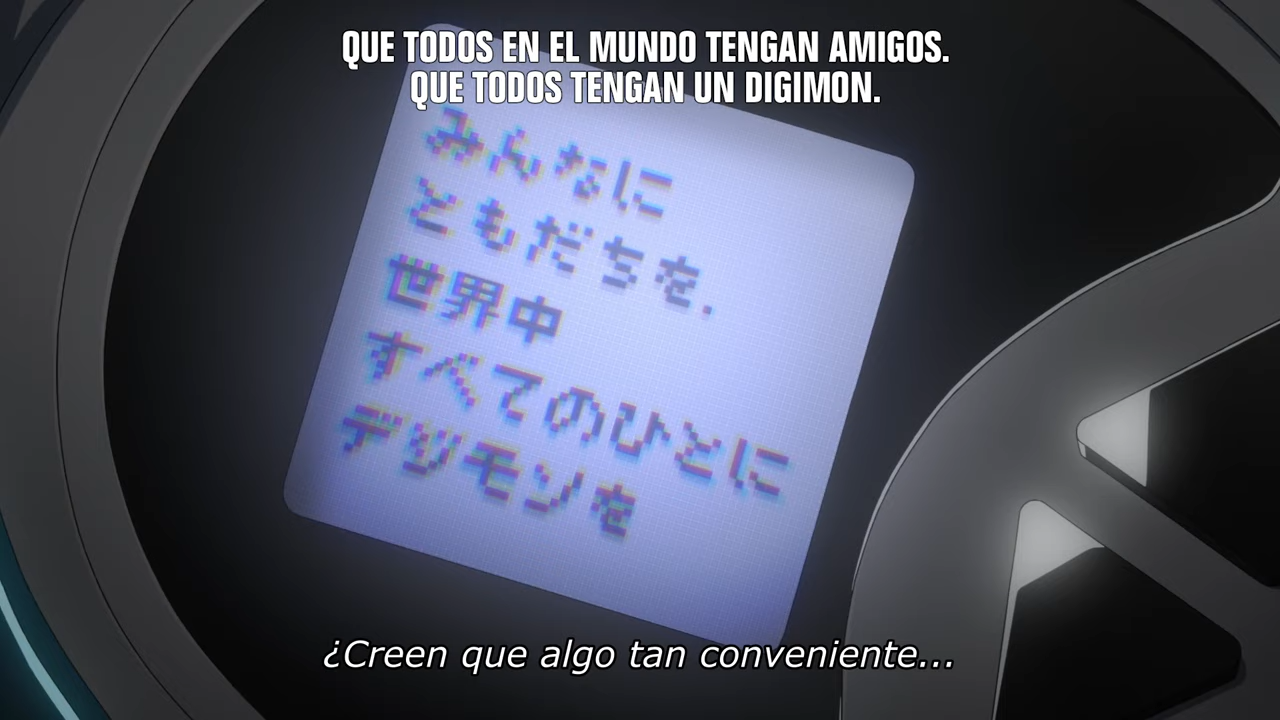 QUE TODOS EN EL MUNDO TENGAN AMIGOS.
QUE TODOS TENGAN UN DIGIMON.
みんなに
ともだちを.
世界中
すべてのひとに
デジモンを
¿Creen que algo tan conveniente...